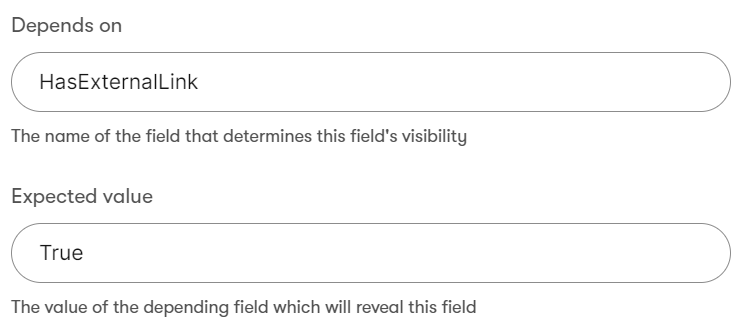 Depends on
HasExternalLink
The name of the field that determines this field's visibility
Expected value
True
The value of the depending field which will reveal this field